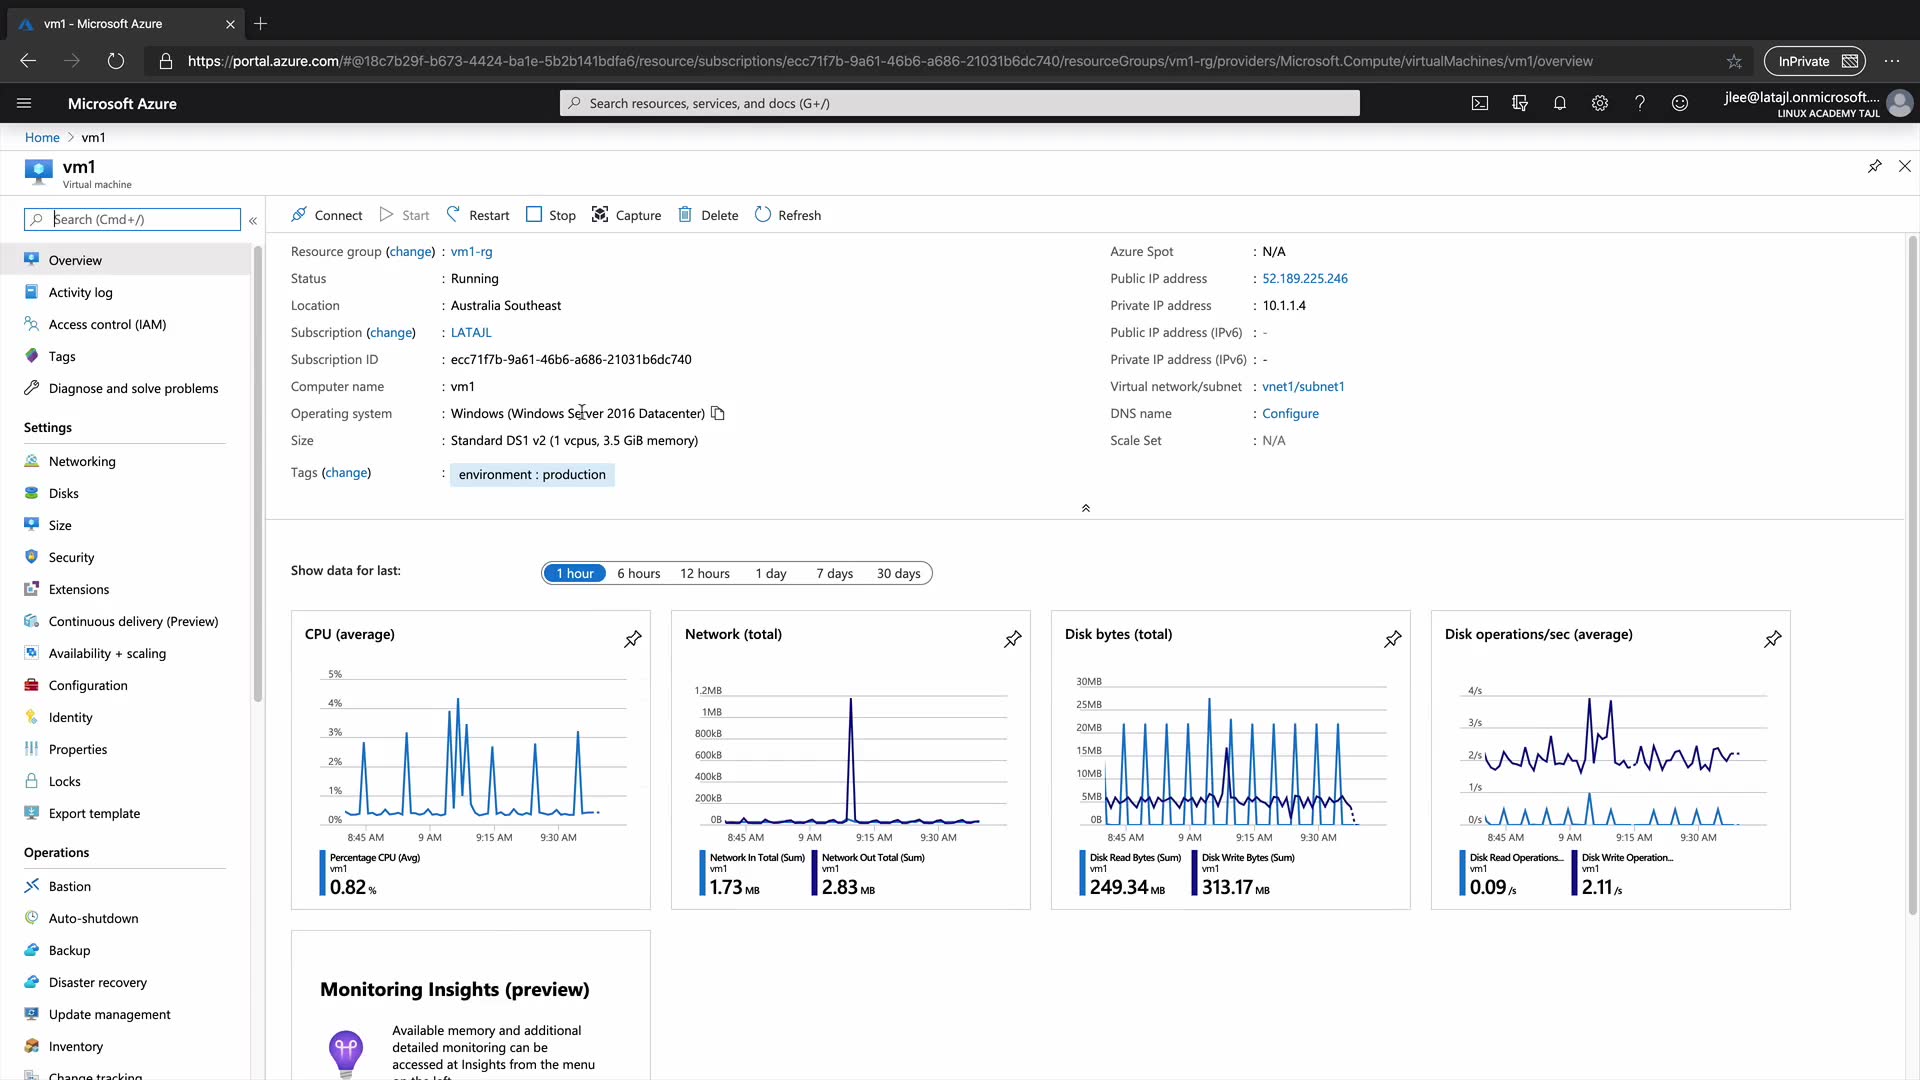 vm1 - Microsoft Azure
https://portal.azure.com/#@18c7b29f-b673-4424-ba1e-5b2b141bdfa6/resource/subscriptions/ecc71f7b-9a61-46b6-a686-21031b6dc740/resourceGroups/vm1-rg/providers/Microsoft.Compute/virtualMachines/vm1/overview
InPrivate
Microsoft Azure
Search resources, services, and docs (G+/)
jlee@latajl.onmicrosoft....
LINUX ACADEMY TAJL
Home > vm1
vm1
Virtual machine
Search (Cmd+/)
Overview
Activity log
Access control (IAM)
Tags
Diagnose and solve problems
Settings
Networking
Disks
Size
Security
Extensions
Continuous delivery (Preview)
Availability + scaling
Configuration
Identity
Properties
Locks
Export template
Operations
Bastion
Auto-shutdown
Backup
Disaster recovery
Update management
Inventory
Change tracking
Connect Start Restart Stop Capture Delete Refresh
Resource group (change) : vm1-rg
Status : Running
Location : Australia Southeast
Subscription (change) : LATAJL
Subscription ID : ecc71f7b-9a61-46b6-a686-21031b6dc740
Computer name : vm1
Operating system : Windows (Windows Server 2016 Datacenter)
Size : Standard DS1 v2 (1 vcpus, 3.5 GiB memory)
Tags (change) : environment : production
Azure Spot : N/A
Public IP address : 52.189.225.246
Private IP address : 10.1.1.4
Public IP address (IPv6) : -
Private IP address (IPv6) : -
Virtual network/subnet : vnet1/subnet1
DNS name : Configure
Scale Set : N/A
Show data for last: 1 hour 6 hours 12 hours 1 day 7 days 30 days
CPU (average)
5%
4%
3%
2%
1%
0%
8:45 AM 9 AM 9:15 AM 9:30 AM
Percentage CPU (Avg)
vm1
0.82 %
Network (total)
1.2MB
1MB
800kB
600kB
400kB
200kB
0B
8:45 AM 9 AM 9:15 AM 9:30 AM
Network In Total (Sum) Network Out Total (Sum)
vm1 vm1
1.73 MB 2.83 MB
Disk bytes (total)
30MB
25MB
20MB
15MB
10MB
5MB
0B
8:45 AM 9 AM 9:15 AM 9:30 AM
Disk Read Bytes (Sum) Disk Write Bytes (Sum)
vm1 vm1
249.34 MB 313.17 MB
Disk operations/sec (average)
4/s
3/s
2/s
1/s
0/s
8:45 AM 9 AM 9:15 AM 9:30 AM
Disk Read Operations... Disk Write Operation...
vm1 vm1
0.09 /s 2.11 /s
Monitoring Insights (preview)
Available memory and additional
detailed monitoring can be
accessed at Insights from the menu
on the left